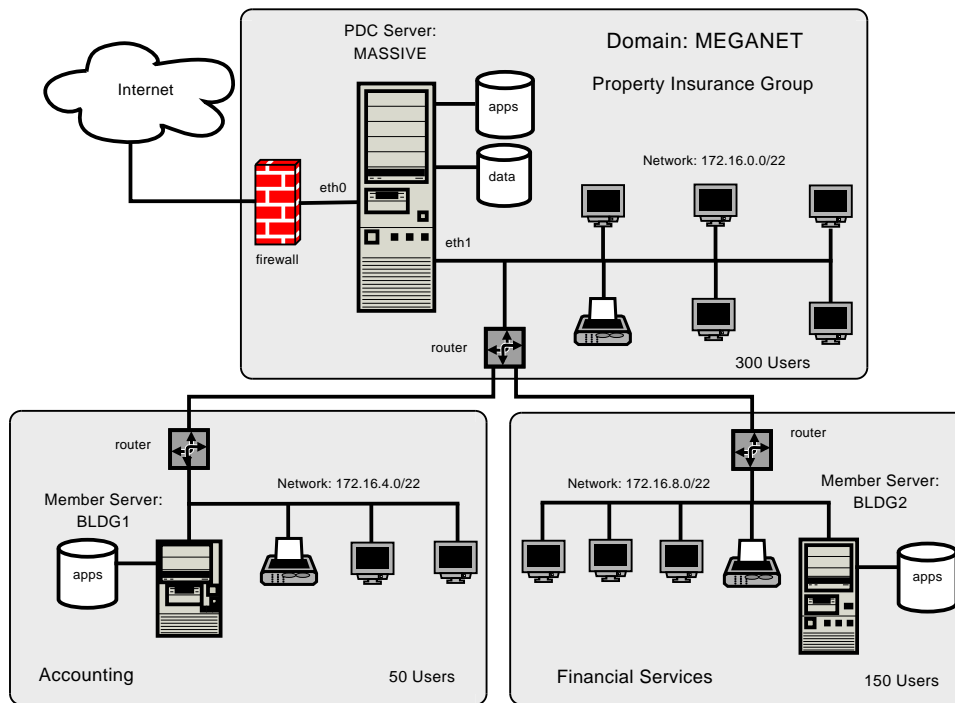 PDC Server:
MASSIVE
Domain: MEGANET
Property Insurance Group
Internet
apps
data
Network: 172.16.0.0/22
eth0
eth1
firewall
router
300 Users
router
Network: 172.16.4.0/22
Member Server:
BLDG1
apps
Accounting
50 Users
router
Network: 172.16.8.0/22
Member Server:
BLDG2
apps
Financial Services
150 Users